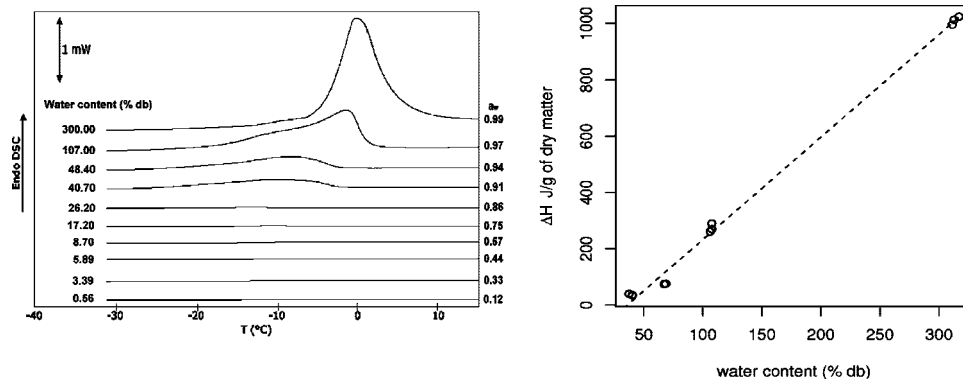 1 mW
Water content (% db)
aw
Endo DSC
300.00 0.99
107.00 0.97
48.40 0.94
40.70 0.91
26.20 0.86
17.20 0.75
8.70 0.57
5.89 0.44
3.39 0.33
0.56 0.12
-40 -30 -20 -10 0 10
T (°C)
ΔH J/g of dry matter
1000
800
600
400
200
0
50 100 150 200 250 300
water content (% db)